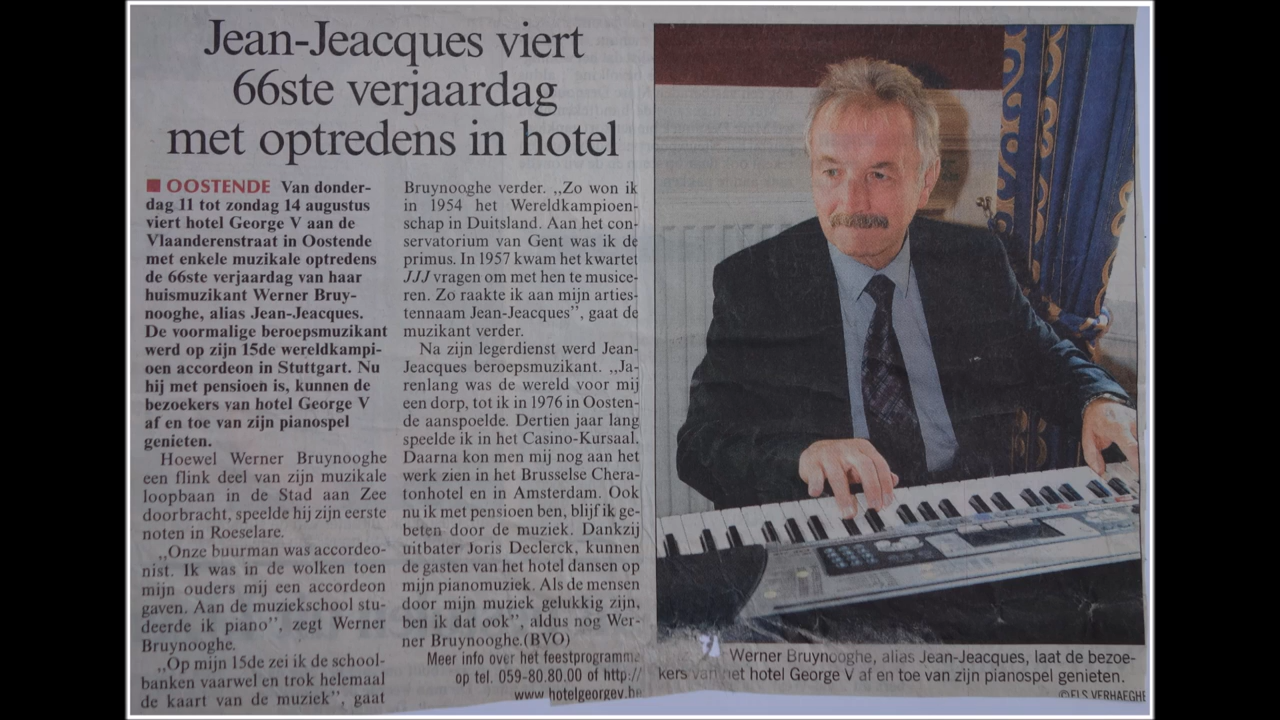 Jean-Jeacques viert
66ste verjaardag
met optredens in hotel
■ OOSTENDE Van donder-
dag 11 tot zondag 14 augustus
viert hotel George V aan de
Vlaanderenstraat in Oostende
met enkele muzikale optredens
de 66ste verjaardag van haar
huismuzikant Werner Bruy-
nooghe, alias Jean-Jeacques.
De voormalige beroepsmuzikant
werd op zijn 15de wereldkampi-
oen accordeon in Stuttgart. Nu
hij met pensioen is, kunnen de
bezoekers van hotel George V
af en toe van zijn pianospel
genieten.
Hoewel Werner Bruynooghe
een flink deel van zijn muzikale
loopbaan in de Stad aan Zee
doorbracht, speelde hij zijn eerste
noten in Roeselare.
„Onze buurman was accordeo-
nist. Ik was in de wolken toen
mijn ouders mij een accordeon
gaven. Aan de muziekschool stu-
deerde ik piano”, zegt Werner
Bruynooghe.
„Op mijn 15de zei ik de school-
banken vaarwel en trok helemaal
de kaart van de muziek”, gaat
Bruynooghe verder. „Zo won ik
in 1954 het Wereldkampioen-
schap in Duitsland. Aan het con-
servatorium van Gent was ik de
primus. In 1957 kwam het kwartet
JJJ vragen om met hen te musice-
ren. Zo raakte ik aan mijn arties-
tennaam Jean-Jeacques”, gaat de
muzikant verder.
Na zijn legerdienst werd Jean-
Jeacques beroepsmuzikant. „Ja-
renlang was de wereld voor mij
een dorp, tot ik in 1976 in Oosten-
de aanspoelde. Dertien jaar lang
speelde ik in het Casino-Kursaal.
Daarna kon men mij nog aan het
werk zien in het Brusselse Chera-
tonhotel en in Amsterdam. Ook
nu ik met pensioen ben, blijf ik ge-
beten door de muziek. Dankzij
uitbater Joris Declerck, kunnen
de gasten van het hotel dansen op
mijn pianomuziek. Als de mensen
door mijn muziek gelukkig zijn,
ben ik dat ook”, aldus nog Wer-
ner Bruynooghe.(BVO)
Meer info over het feestprogramma
op tel. 059-80.80.00 of http://
www hotelgeorgev.be
Werner Bruynooghe, alias Jean-Jeacques, laat de bezoe-
kers van het hotel George V af en toe van zijn pianospel genieten.
©ELS VERHAEGHE